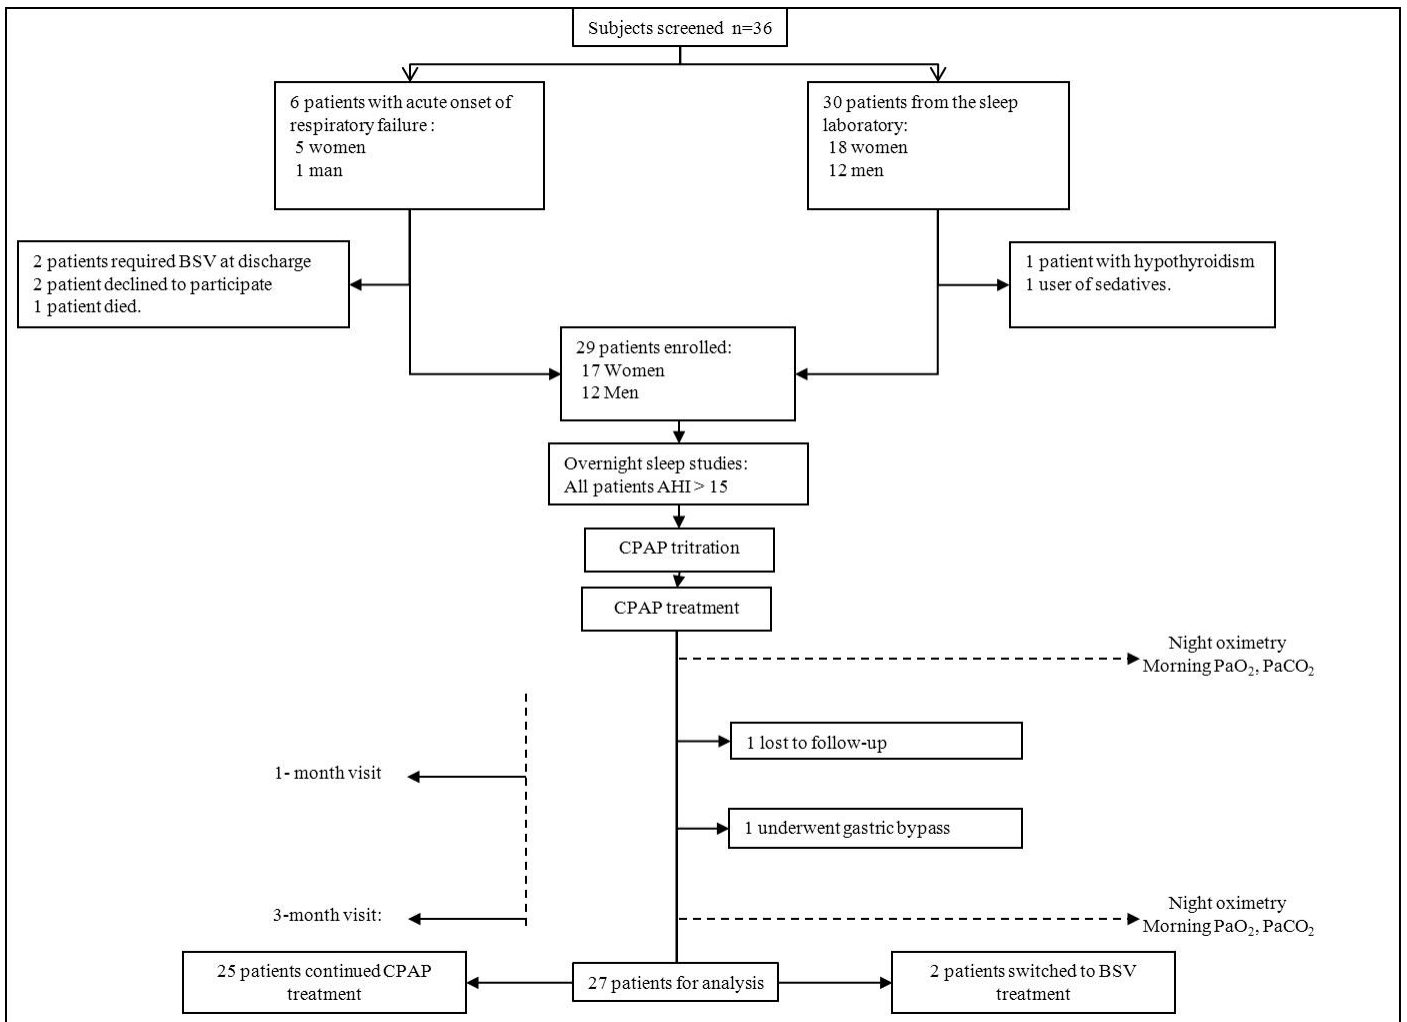 Subjects screened n=36
6 patients with acute onset of
respiratory failure :
5 women
1 man
30 patients from the sleep
laboratory:
18 women
12 men
2 patients required BSV at discharge
2 patient declined to participate
1 patient died.
1 patient with hypothyroidism
1 user of sedatives.
29 patients enrolled:
17 Women
12 Men
Overnight sleep studies:
All patients AHI > 15
CPAP tritration
CPAP treatment
Night oximetry
Morning PaO₂, PaCO₂
1 lost to follow-up
1- month visit
1 underwent gastric bypass
3-month visit:
Night oximetry
Morning PaO₂, PaCO₂
25 patients continued CPAP
treatment
27 patients for analysis
2 patients switched to BSV
treatment